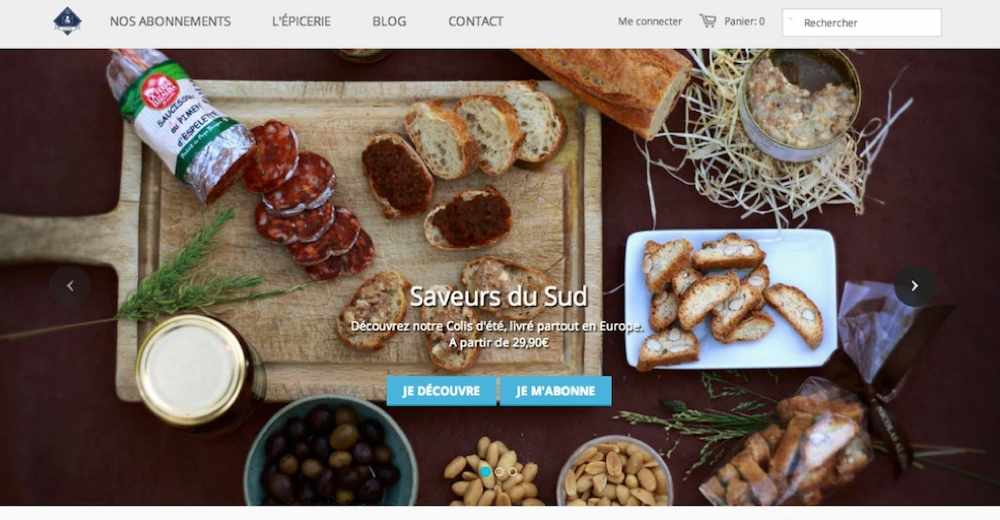 NOS ABONNEMENTS
L'ÉPICERIE
BLOG
CONTACT
Me connecter
Panier: 0
Rechercher
SAUCISSON
au PIMENT
d'ESPELETTE
Saveurs du Sud
Découvrez notre Colis d'été, livré partout en Europe.
À partir de 29,90€
JE DÉCOUVRE
JE M'ABONNE